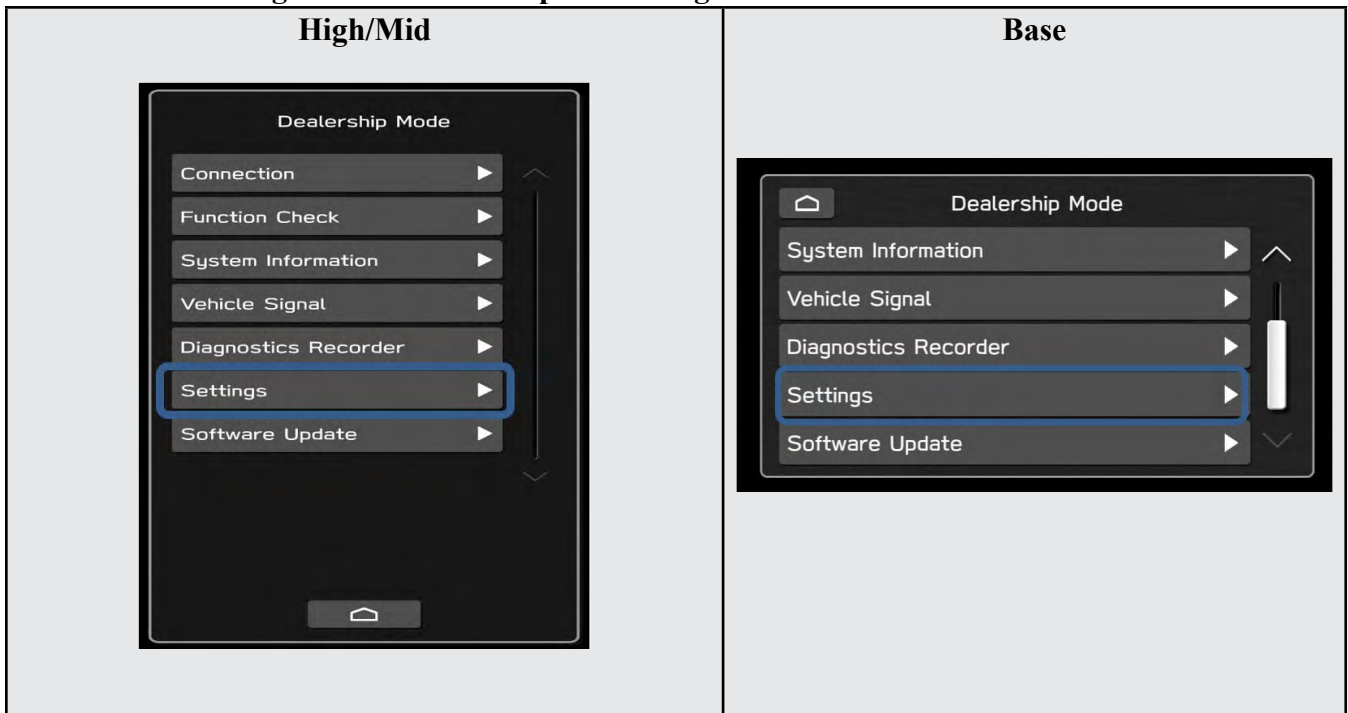 High/Mid
Dealership Mode
Connection
Function Check
System Information
Vehicle Signal
Diagnostics Recorder
Settings
Software Update
Base
Dealership Mode
System Information
Vehicle Signal
Diagnostics Recorder
Settings
Software Update